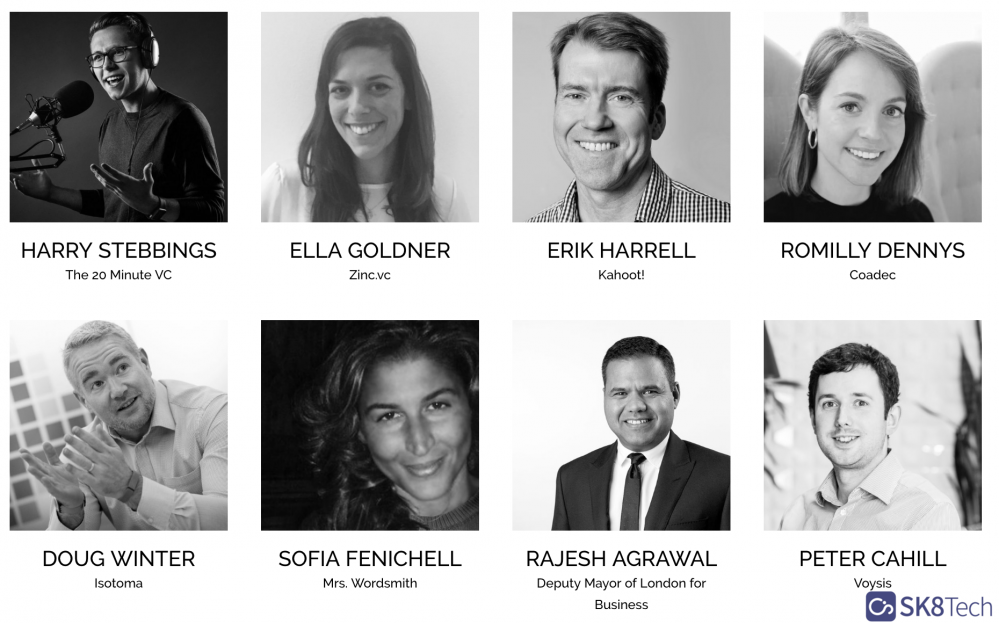 HARRY STEBBINGS
The 20 Minute VC
ELLA GOLDNER
Zinc.vc
ERIK HARRELL
Kahoot!
ROMILLY DENNYS
Coadec
DOUG WINTER
Isotoma
SOFIA FENICHELL
Mrs. Wordsmith
RAJESH AGRAWAL
Deputy Mayor of London for
Business
PETER CAHILL
Voysis
SK8Tech